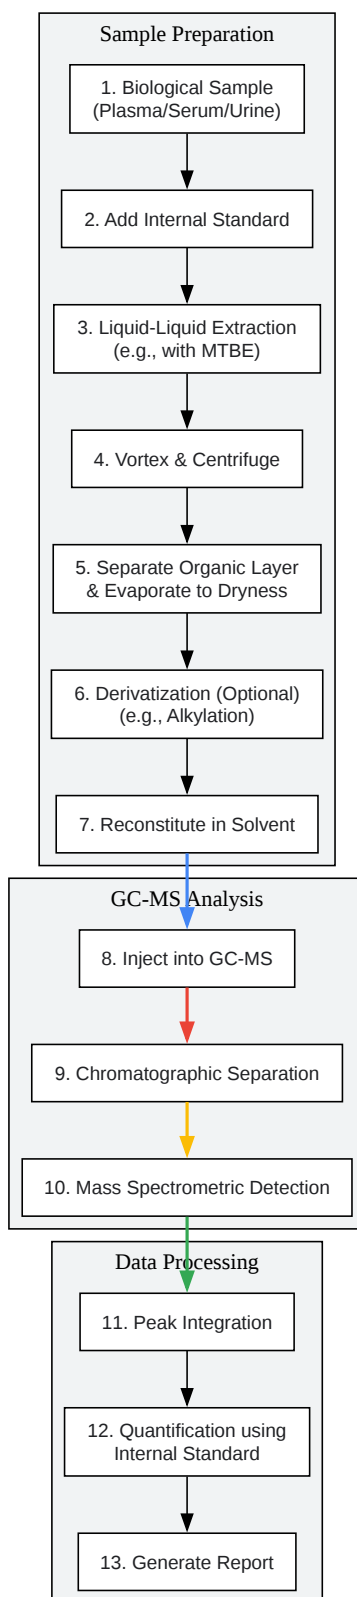 Sample Preparation
1. Biological Sample
(Plasma/Serum/Urine)
2. Add Internal Standard
3. Liquid-Liquid Extraction
(e.g., with MTBE)
4. Vortex & Centrifuge
5. Separate Organic Layer
& Evaporate to Dryness
6. Derivatization (Optional)
(e.g., Alkylation)
7. Reconstitute in Solvent
GC-MS Analysis
8. Inject into GC-MS
9. Chromatographic Separation
10. Mass Spectrometric Detection
Data Processing
11. Peak Integration
12. Quantification using
Internal Standard
13. Generate Report